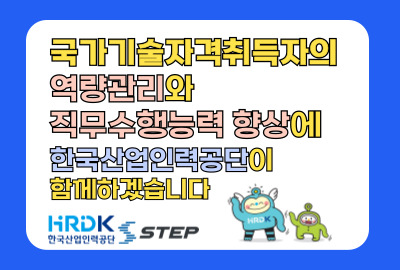 국가기술자격취득자의
역량관리와
직무수행능력 향상에
한국산업인력공단이
함께하겠습니다
HRDK
한국산업인력공단
STEP
HRDK